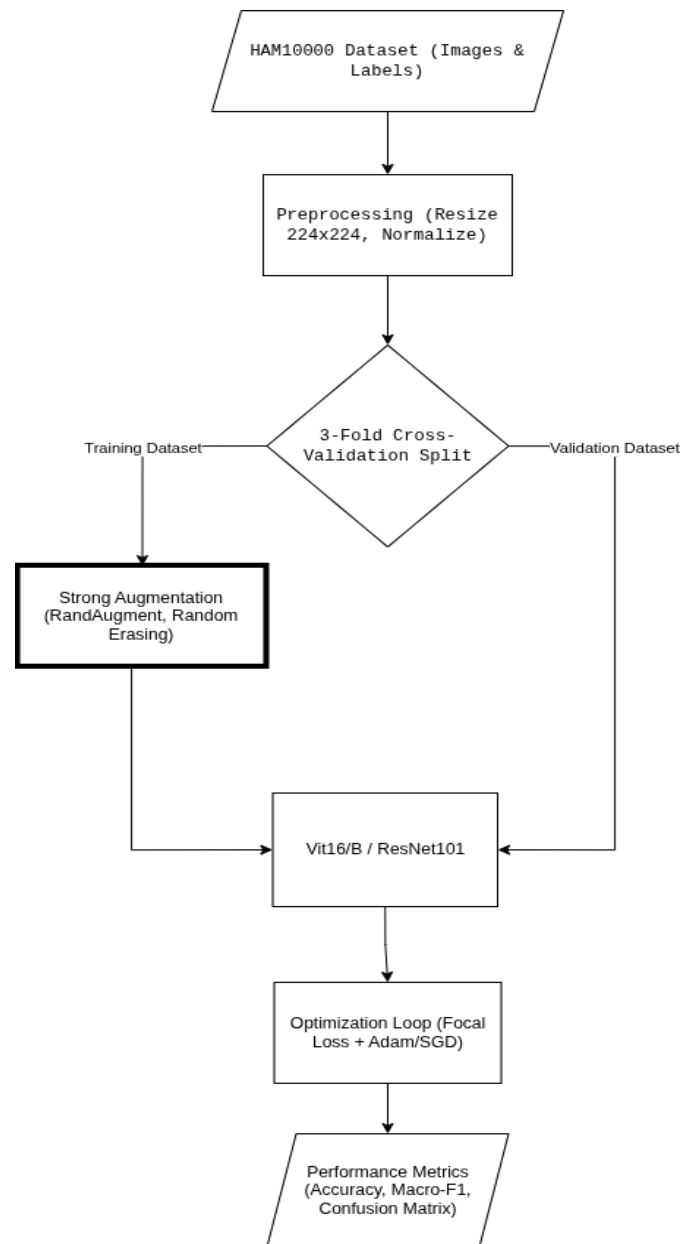 HAM10000 Dataset (Images &
Labels)
Preprocessing (Resize
224x224, Normalize)
3-Fold Cross-
Validation Split
Training Dataset
Validation Dataset
Strong Augmentation
(RandAugment, Random
Erasing)
Vit16/B / ResNet101
Optimization Loop (Focal
Loss + Adam/SGD)
Performance Metrics
(Accuracy, Macro-F1,
Confusion Matrix)